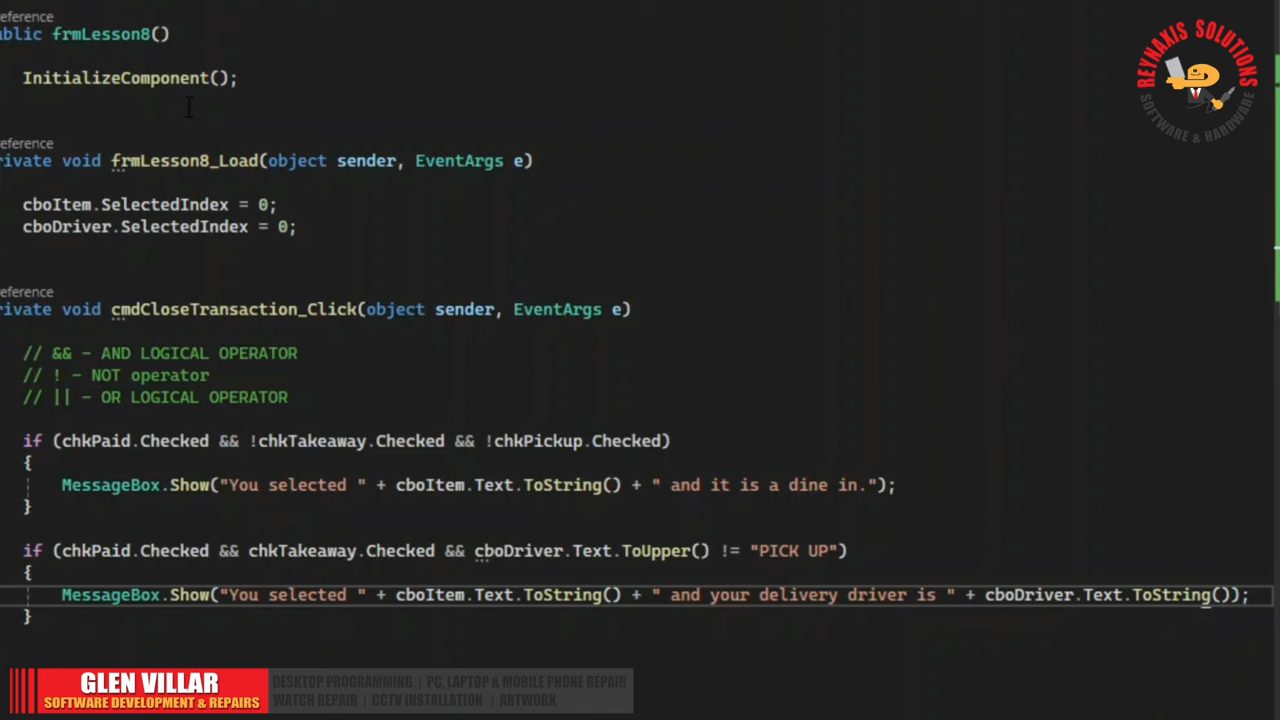 eference
ublic frmLesson8()
InitializeComponent();
eference
rivate void frmLesson8_Load(object sender, EventArgs e)
cboItem.SelectedIndex = 0;
cboDriver.SelectedIndex = 0;
eference
rivate void cmdCloseTransaction_Click(object sender, EventArgs e)
// && - AND LOGICAL OPERATOR
// ! - NOT operator
// || - OR LOGICAL OPERATOR
if (chkPaid.Checked && !chkTakeaway.Checked && !chkPickup.Checked)
{
MessageBox.Show("You selected " + cboItem.Text.ToString() + " and it is a dine in.");
}
if (chkPaid.Checked && chkTakeaway.Checked && cboDriver.Text.ToUpper() != "PICK UP")
{
MessageBox.Show("You selected " + cboItem.Text.ToString() + " and your delivery driver is " + cboDriver.Text.ToString());
}
REYNAXIS SOLUTIONS
SOFTWARE & HARDWARE
GLEN VILLAR
SOFTWARE DEVELOPMENT & REPAIRS
DESKTOP PROGRAMMING | PC, LAPTOP & MOBILE PHONE REPAIR
WATCH REPAIR | CCTV INSTALLATION | ARTWORK